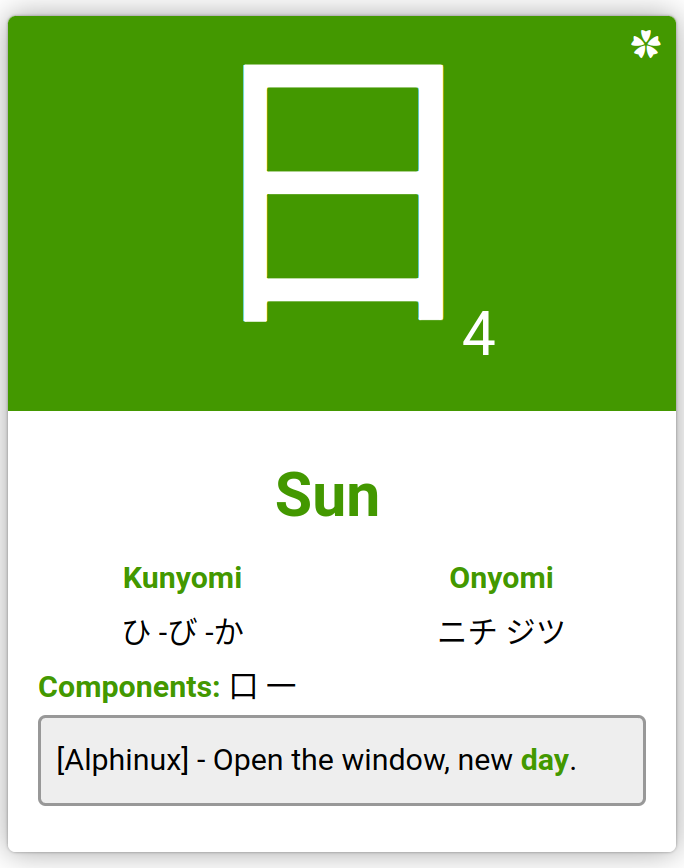 日
4
Sun
Kunyomi Onyomi
ひ -び -か ニチ ジツ
Components: 口 一
[Alphinux] - Open the window, new day.